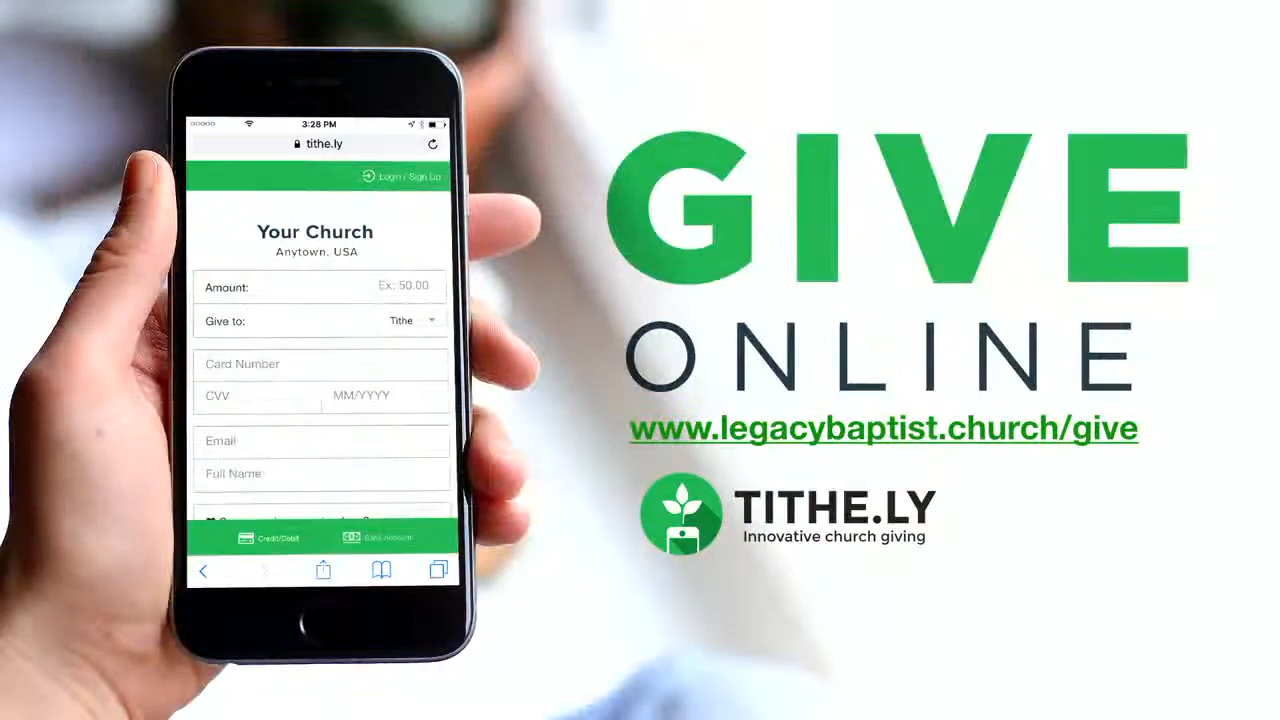 3:28 PM
tithe.ly
Login / Sign Up
Your Church
Anytown, USA
Amount: Ex: 50.00
Give to: Tithe
Card Number
CVV MM/YYYY
Email
Full Name
Credit/Debit Bank Account
GIVE
ONLINE
www.legacybaptist.church/give
TITHE.LY
Innovative church giving